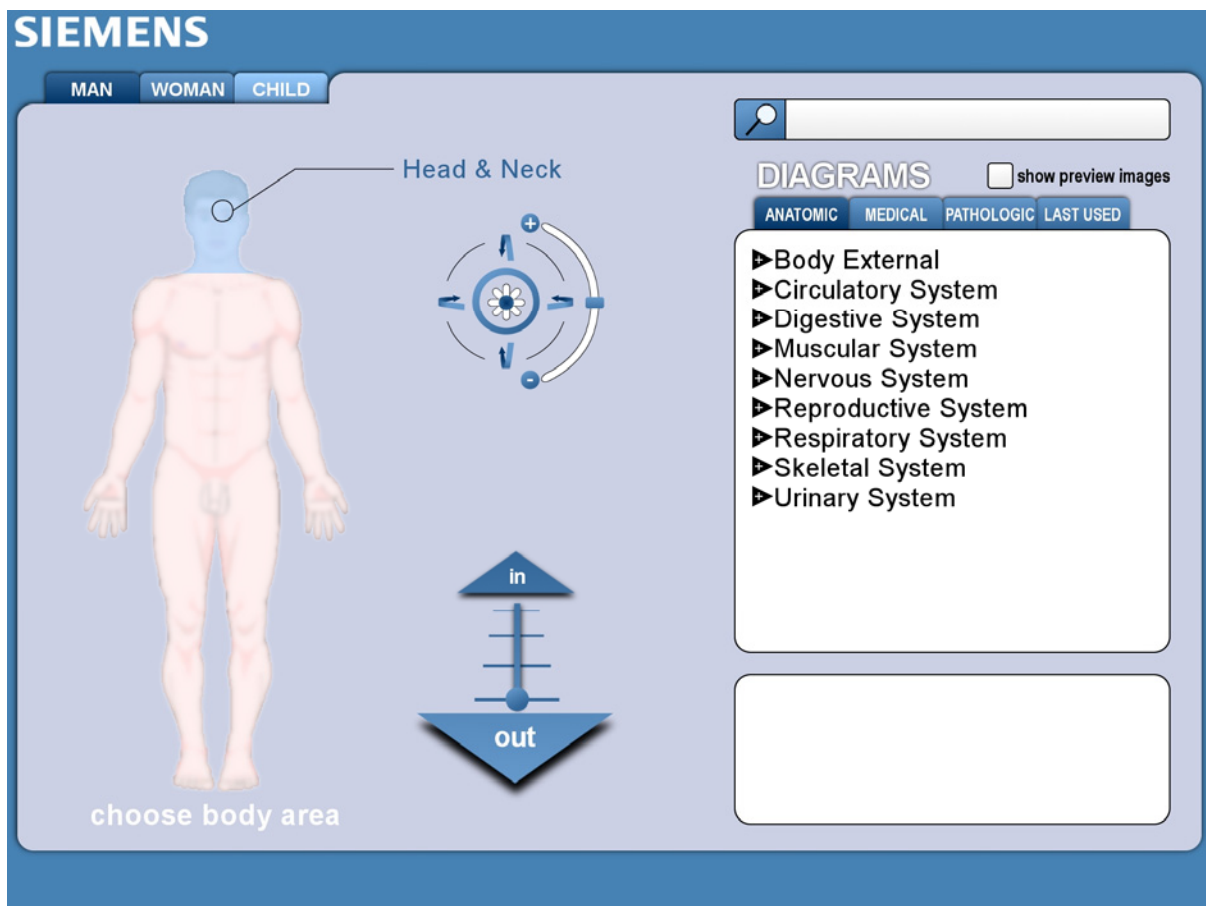 SIEMENS
MAN WOMAN CHILD
Head & Neck
DIAGRAMS
show preview images
ANATOMIC MEDICAL PATHOLOGIC LAST USED
Body External
Circulatory System
Digestive System
Muscular System
Nervous System
Reproductive System
Respiratory System
Skeletal System
Urinary System
in
out
choose body area